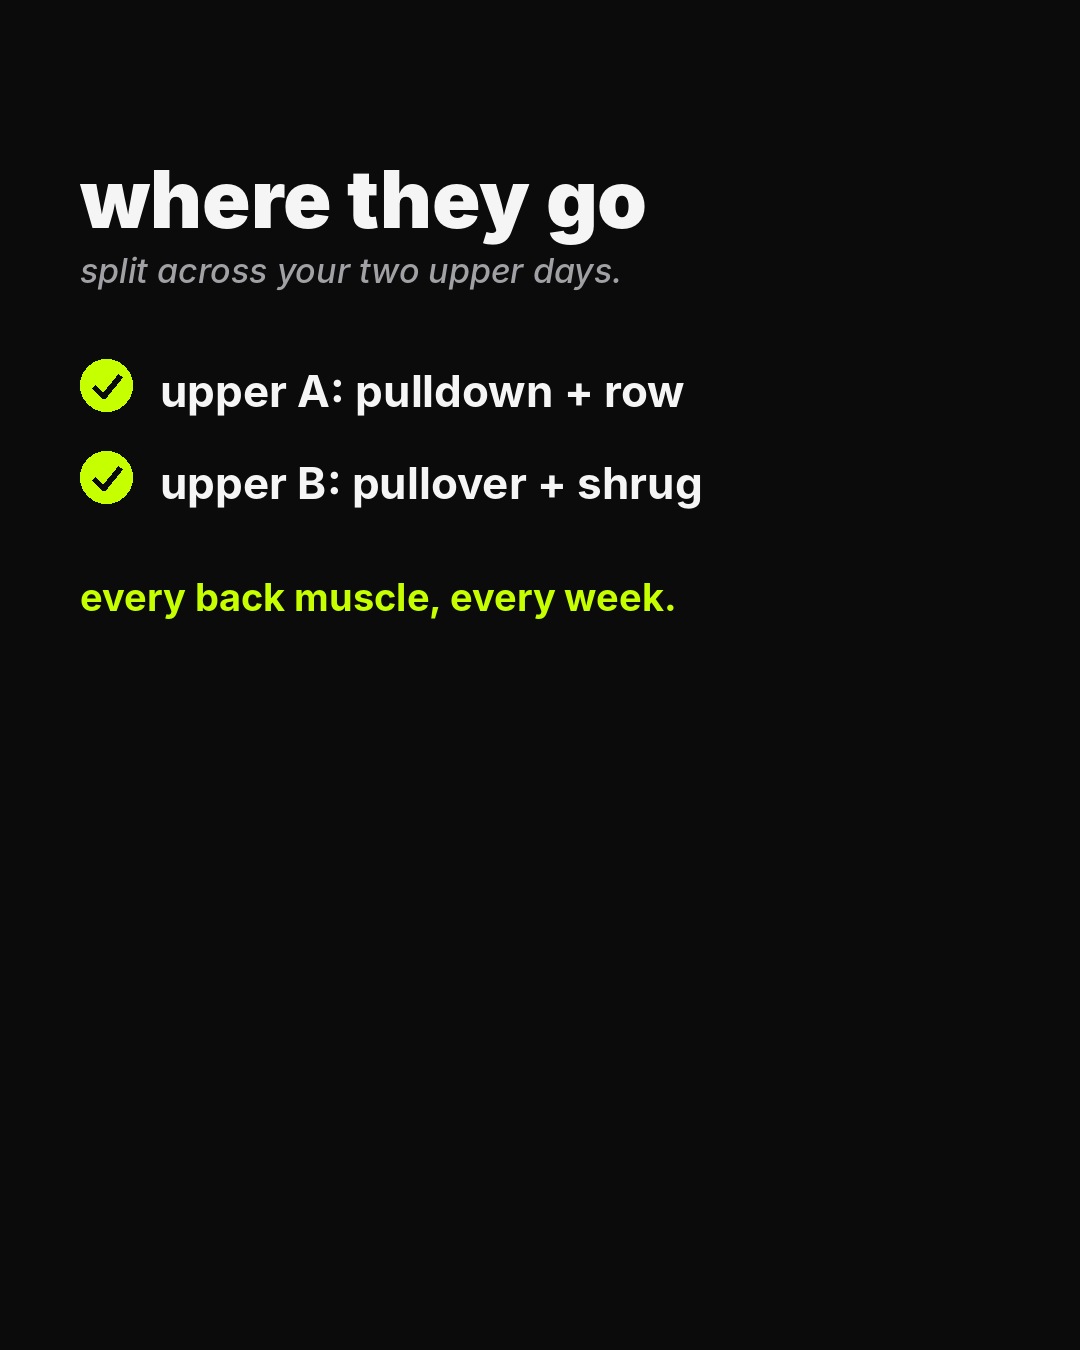 where they go
split across your two upper days.
upper A: pulldown + row
upper B: pullover + shrug
every back muscle, every week.